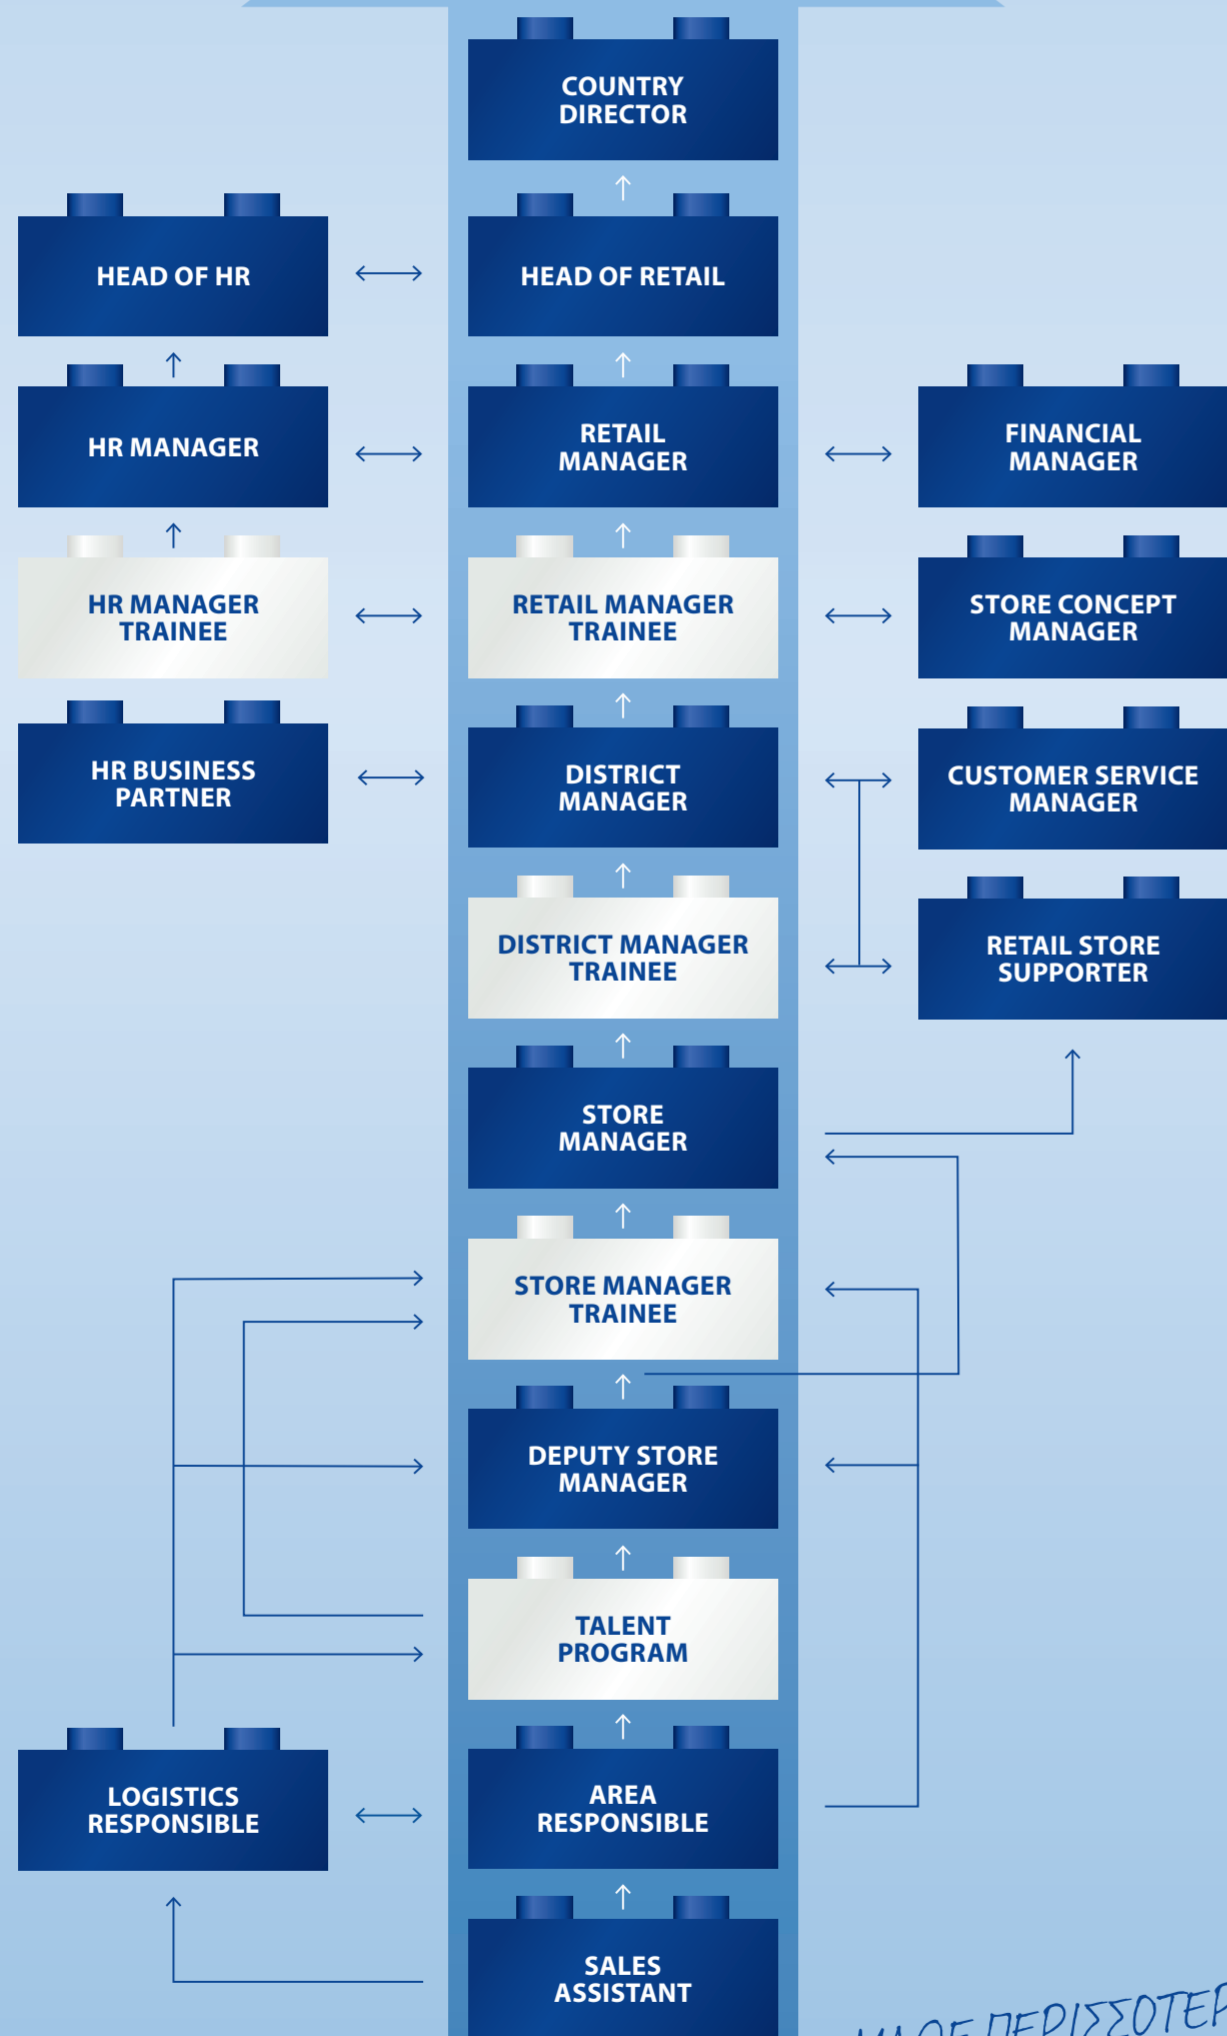 COUNTRY
DIRECTOR
HEAD OF HR
HEAD OF RETAIL
HR MANAGER
RETAIL
MANAGER
FINANCIAL
MANAGER
HR MANAGER
TRAINEE
RETAIL MANAGER
TRAINEE
STORE CONCEPT
MANAGER
HR BUSINESS
PARTNER
DISTRICT
MANAGER
CUSTOMER SERVICE
MANAGER
DISTRICT MANAGER
TRAINEE
RETAIL STORE
SUPPORTER
STORE
MANAGER
STORE MANAGER
TRAINEE
DEPUTY STORE
MANAGER
TALENT
PROGRAM
LOGISTICS
RESPONSIBLE
AREA
RESPONSIBLE
SALES
ASSISTANT